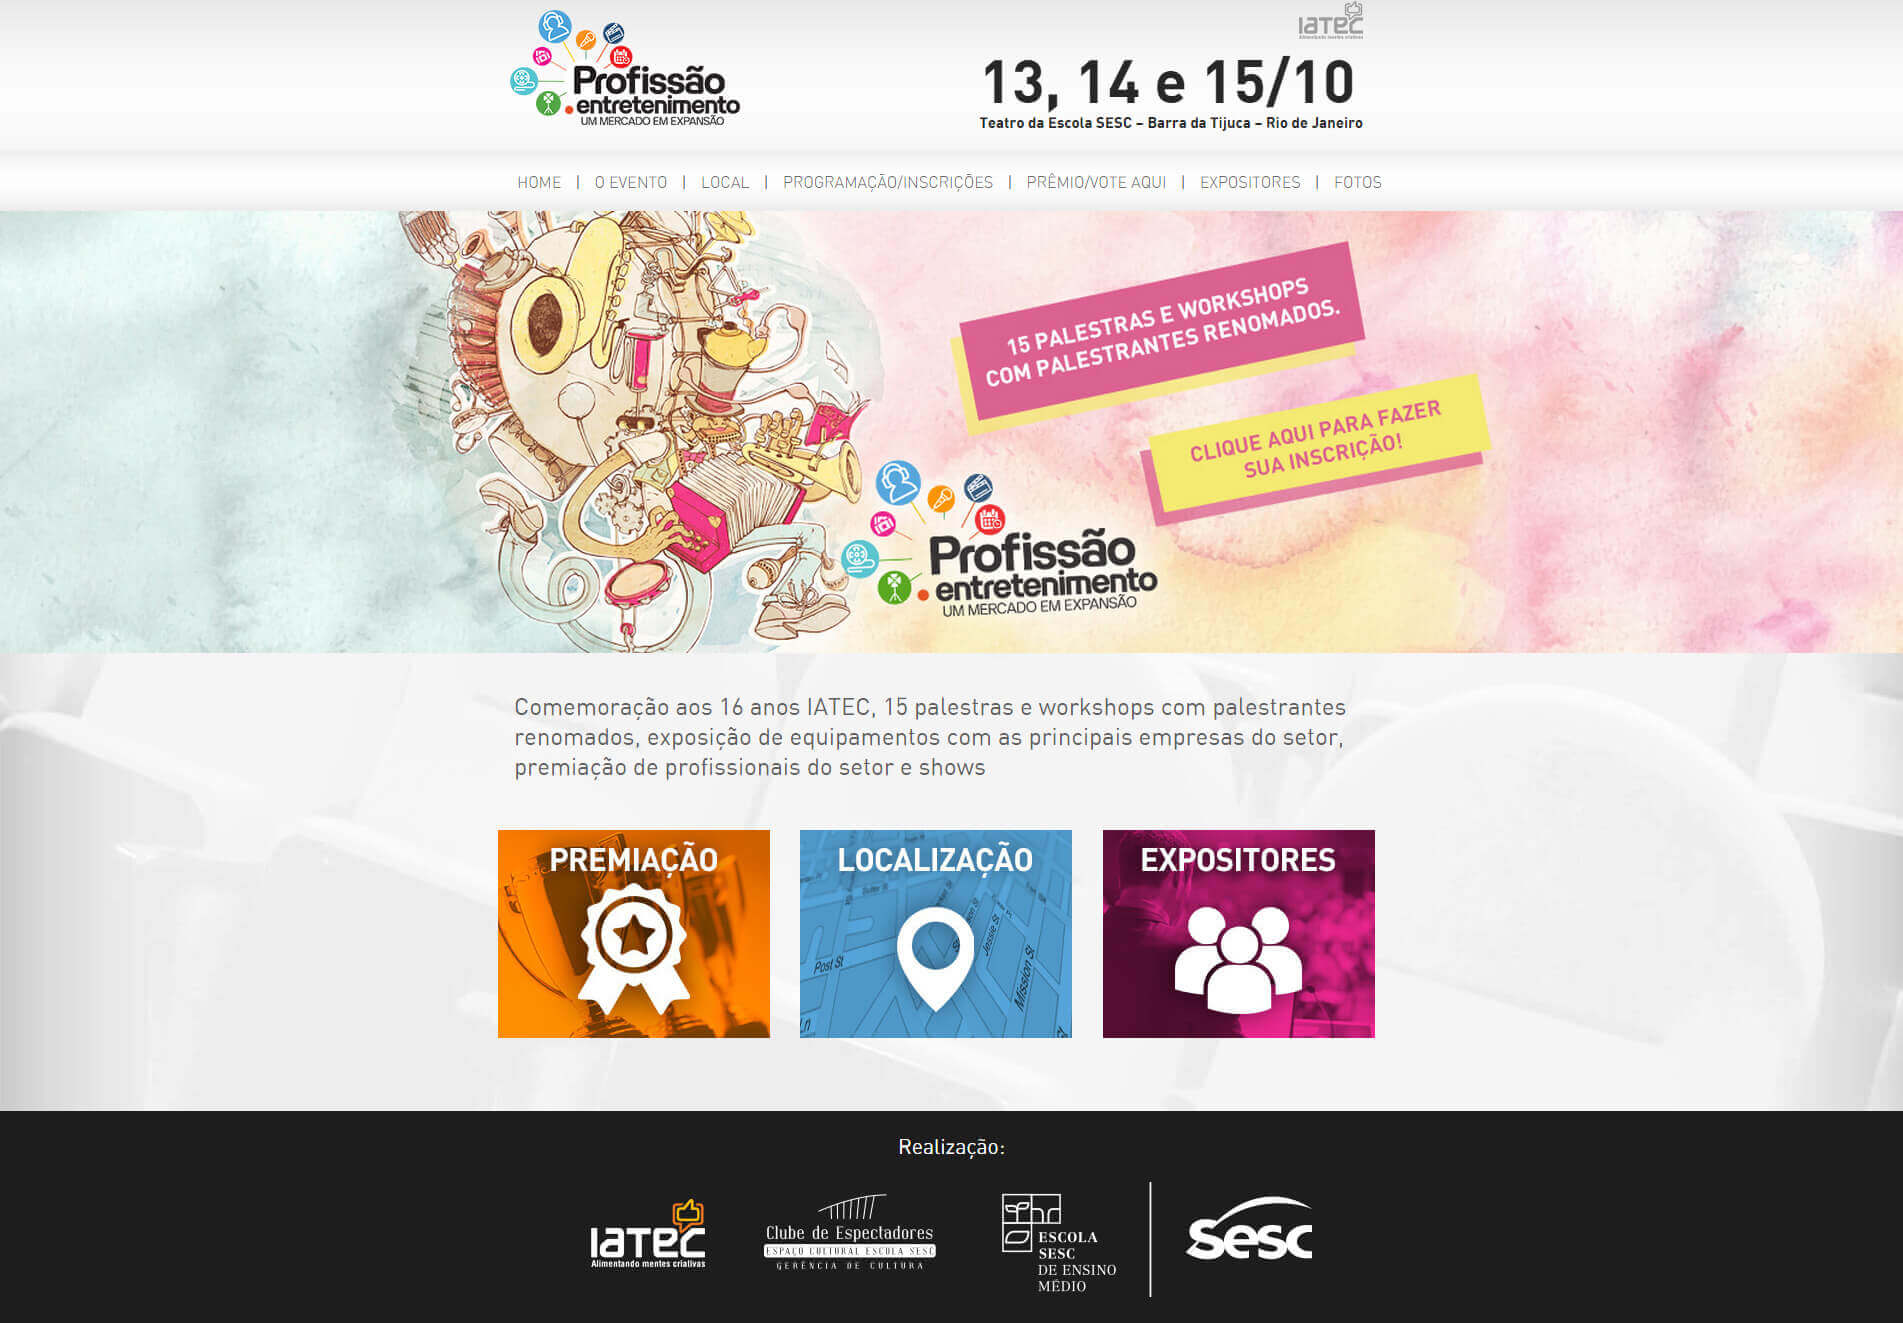 Profissão
entretenimento
UM MERCADO EM EXPANSÃO
IATEC
Alimentando mentes criativas
13, 14 e 15/10
Teatro da Escola SESC – Barra da Tijuca – Rio de Janeiro
HOME | O EVENTO | LOCAL | PROGRAMAÇÃO/INSCRIÇÕES | PRÊMIO/VOTE AQUI | EXPOSITORES | FOTOS
15 PALESTRAS E WORKSHOPS
COM PALESTRANTES RENOMADOS.
CLIQUE AQUI PARA FAZER
SUA INSCRIÇÃO!
Profissão
entretenimento
UM MERCADO EM EXPANSÃO
Comemoração aos 16 anos IATEC, 15 palestras e workshops com palestrantes
renomados, exposição de equipamentos com as principais empresas do setor,
premiação de profissionais do setor e shows
PREMIAÇÃO
LOCALIZAÇÃO
Jessie St
Post St
Mission St
EXPOSITORES
Realização:
IATEC
Alimentando mentes criativas
Clube de Espectadores
ESPAÇO CULTURAL ESCOLA SESC
GERÊNCIA DE CULTURA
ESCOLA
SESC
DE ENSINO
MÉDIO
Sesc